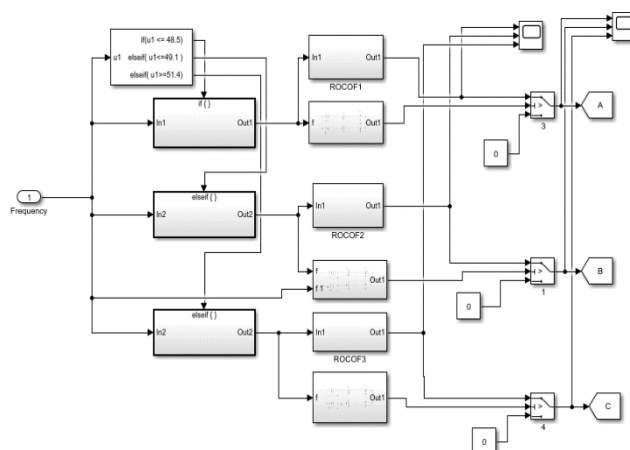 if(u1 <= 48.5)
u1 elseif( u1<=49.1 )
elseif( u1>=51.4)
if { }
In1 Out1
In1 Out1
ROCOF1
f Out1
0
>
3
A
1
Frequency
elseif { }
In2 Out2
In1 Out1
ROCOF2
f
f 1 Out1
0
>
1
B
elseif { }
In2 Out2
In1 Out1
ROCOF3
f Out1
0
>
4
C